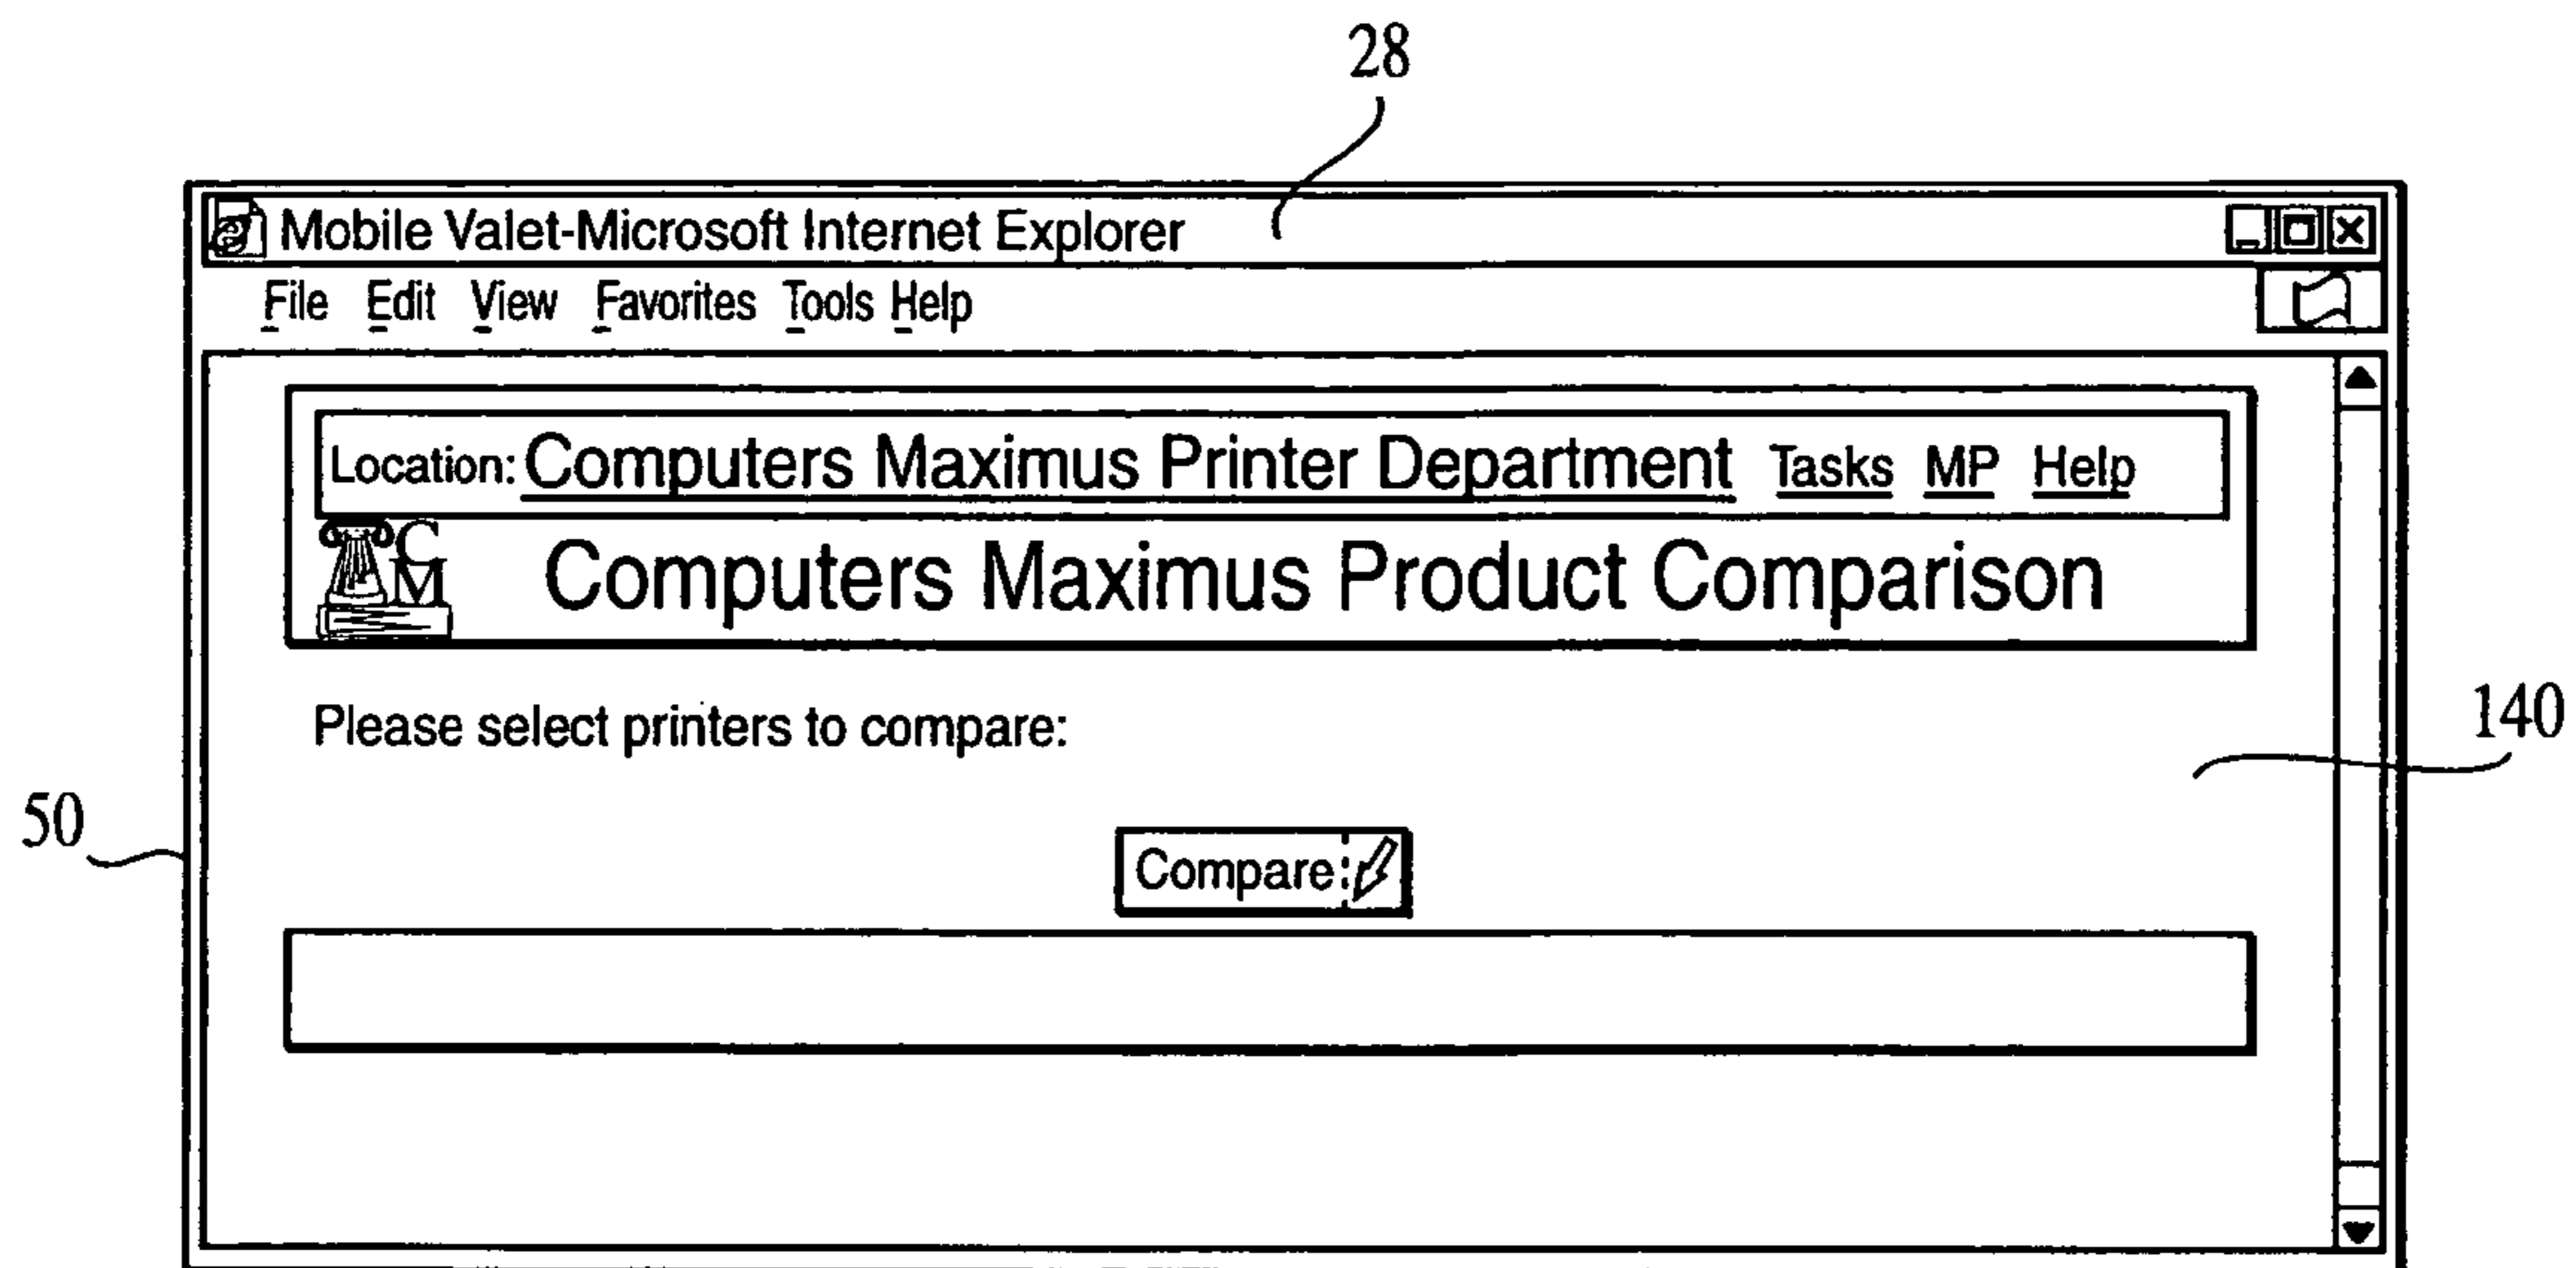 28
Mobile Valet-Microsoft Internet Explorer
File Edit View Favorites Tools Help
Location: Computers Maximus Printer Department Tasks MP Help
C
M
Computers Maximus Product Comparison
Please select printers to compare:
140
50
Compare